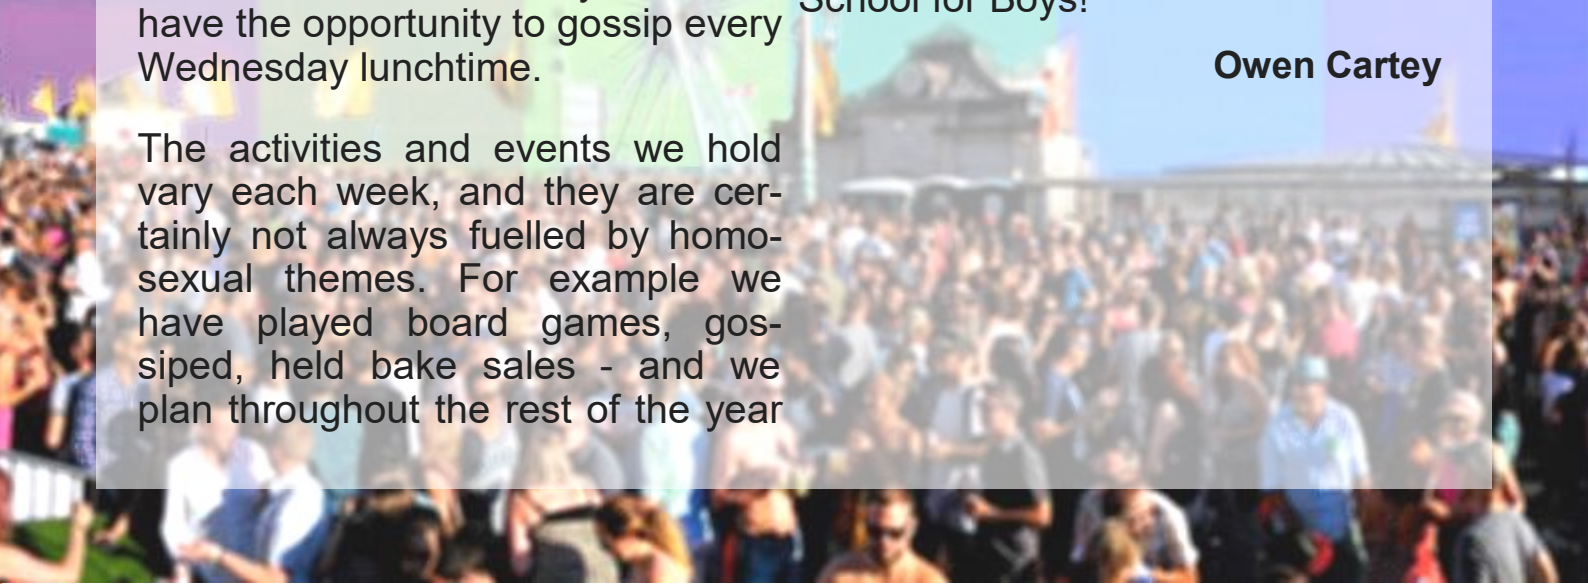 have the opportunity to gossip every
Wednesday lunchtime.
The activities and events we hold
vary each week, and they are cer-
tainly not always fuelled by homo-
sexual themes. For example we
have played board games, gos-
siped, held bake sales - and we
plan throughout the rest of the year
School for Boys!
Owen Cartey